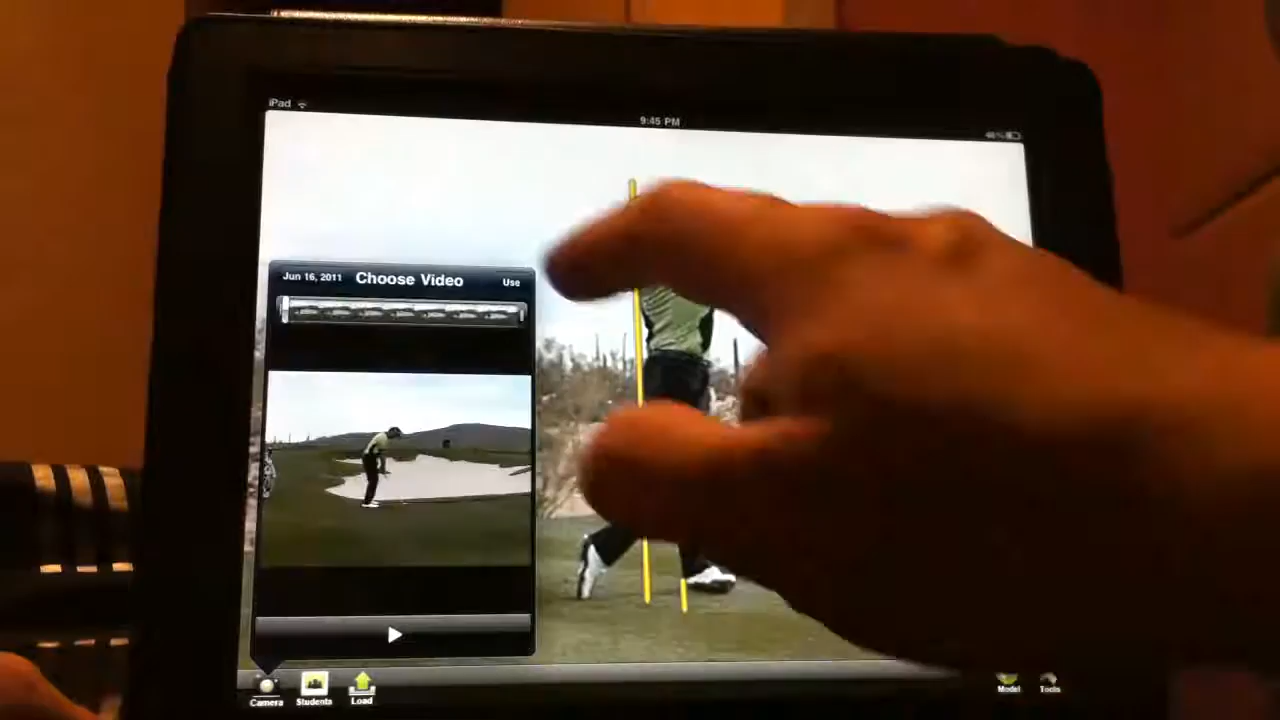 iPad
9:45 PM
Jun 16, 2011
Choose Video
Use
Camera
Students
Load
Model
Tools